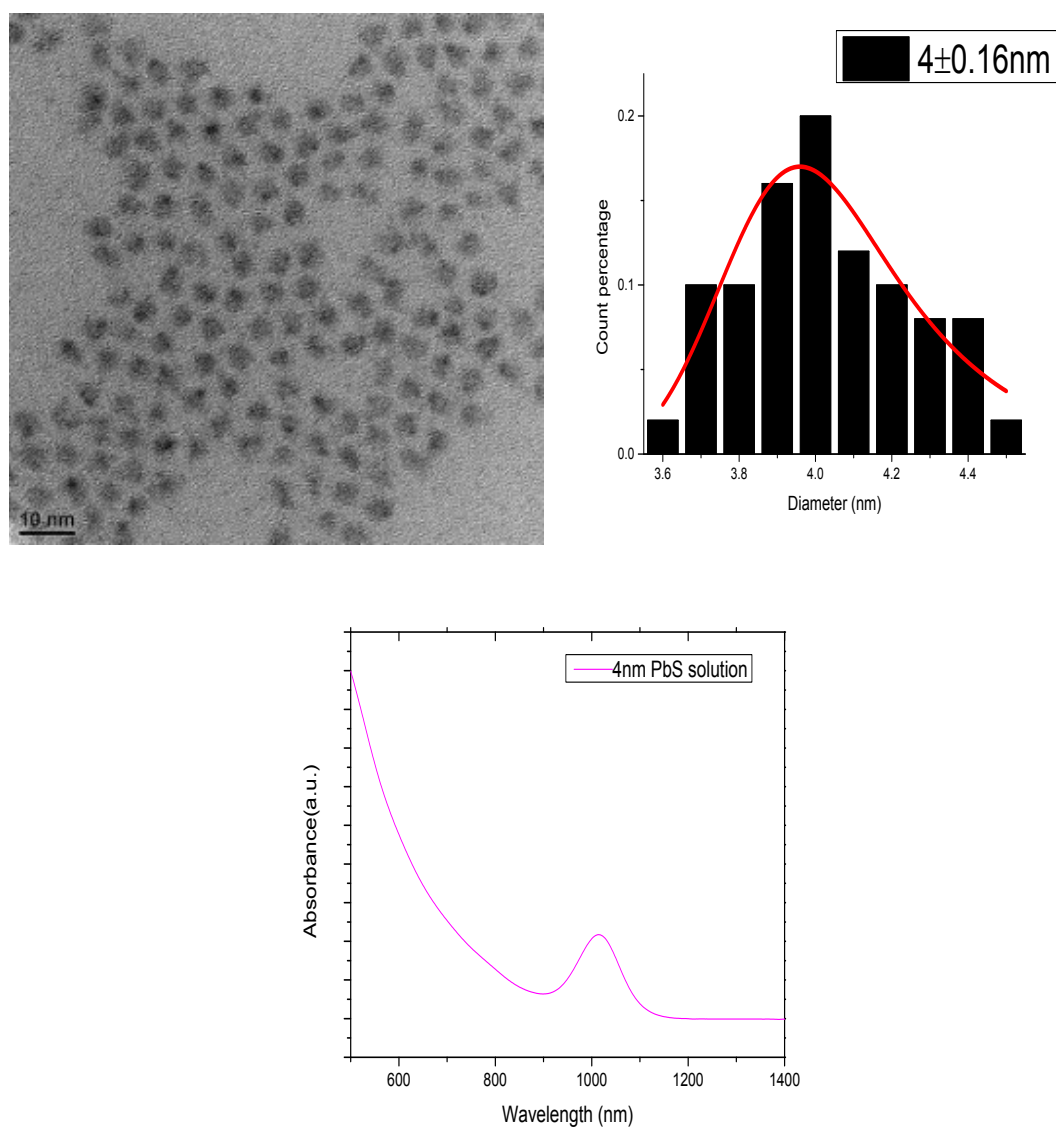 10 nm
4±0.16nm
0.2
0.1
0.0
Count percentage
3.6 3.8 4.0 4.2 4.4
Diameter (nm)
4nm PbS solution
Absorbance(a.u.)
600 800 1000 1200 1400
Wavelength (nm)